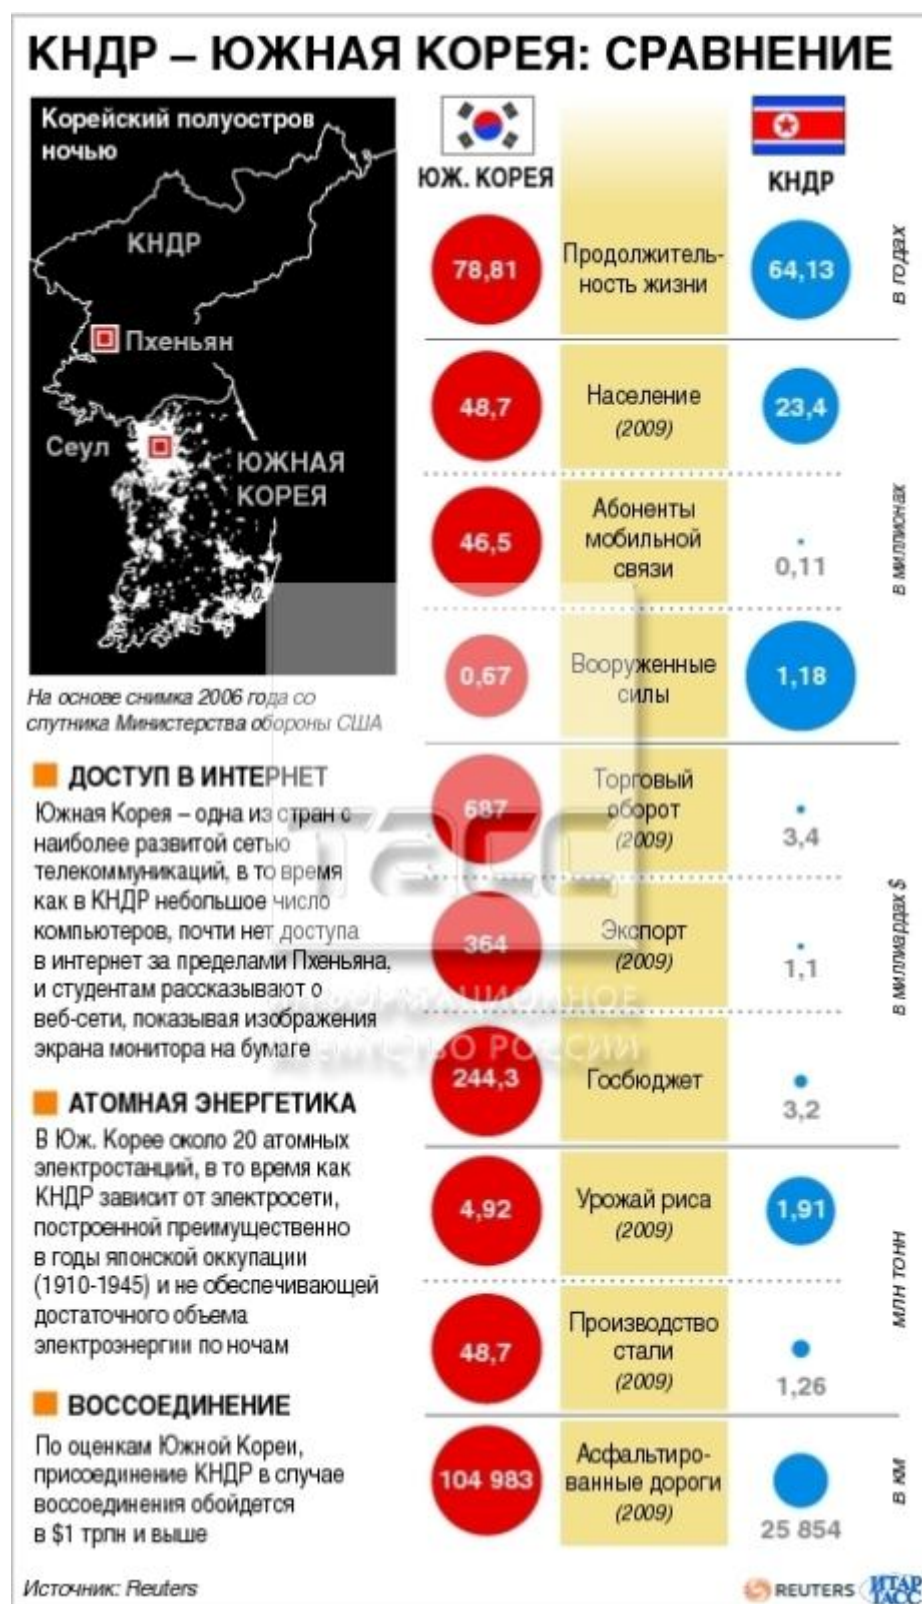 КНДР – ЮЖНАЯ КОРЕЯ: СРАВНЕНИЕ
Корейский полуостров
ночью
КНДР
Пхеньян
Сеул
ЮЖНАЯ
КОРЕЯ
На основе снимка 2006 года со
спутника Министерства обороны США
ДОСТУП В ИНТЕРНЕТ
Южная Корея – одна из стран с
наиболее развитой сетью
телекоммуникаций, в то время
как в КНДР небольшое число
компьютеров, почти нет доступа
в интернет за пределами Пхеньяна,
и студентам рассказывают о
веб-сети, показывая изображения
экрана монитора на бумаге
АТОМНАЯ ЭНЕРГЕТИКА
В Юж. Корее около 20 атомных
электростанций, в то время как
КНДР зависит от электросети,
построенной преимущественно
в годы японской оккупации
(1910-1945) и не обеспечивающей
достаточного объема
электроэнергии по ночам
ВОССОЕДИНЕНИЕ
По оценкам Южной Кореи,
присоединение КНДР в случае
воссоединения обойдется
в $1 трлн и выше
ЮЖ. КОРЕЯ
КНДР
78,81
Продолжитель-
ность жизни
64,13
в годах
48,7
Население
(2009)
23,4
46,5
Абоненты
мобильной
связи
0,11
в миллионах
0,67
Вооруженные
силы
1,18
687
Торговый
оборот
(2009)
3,4
364
Экспорт
(2009)
1,1
в миллиардах $
244,3
Госбюджет
3,2
4,92
Урожай риса
(2009)
1,91
млн тонн
48,7
Производство
стали
(2009)
1,26
104 983
Асфальтиро-
ванные дороги
(2009)
25 854
в км
тасс
ИНФОРМАЦИОННОЕ
АГЕНТСТВО РОССИИ
Источник: Reuters
REUTERS
ИТАР
ТАСС